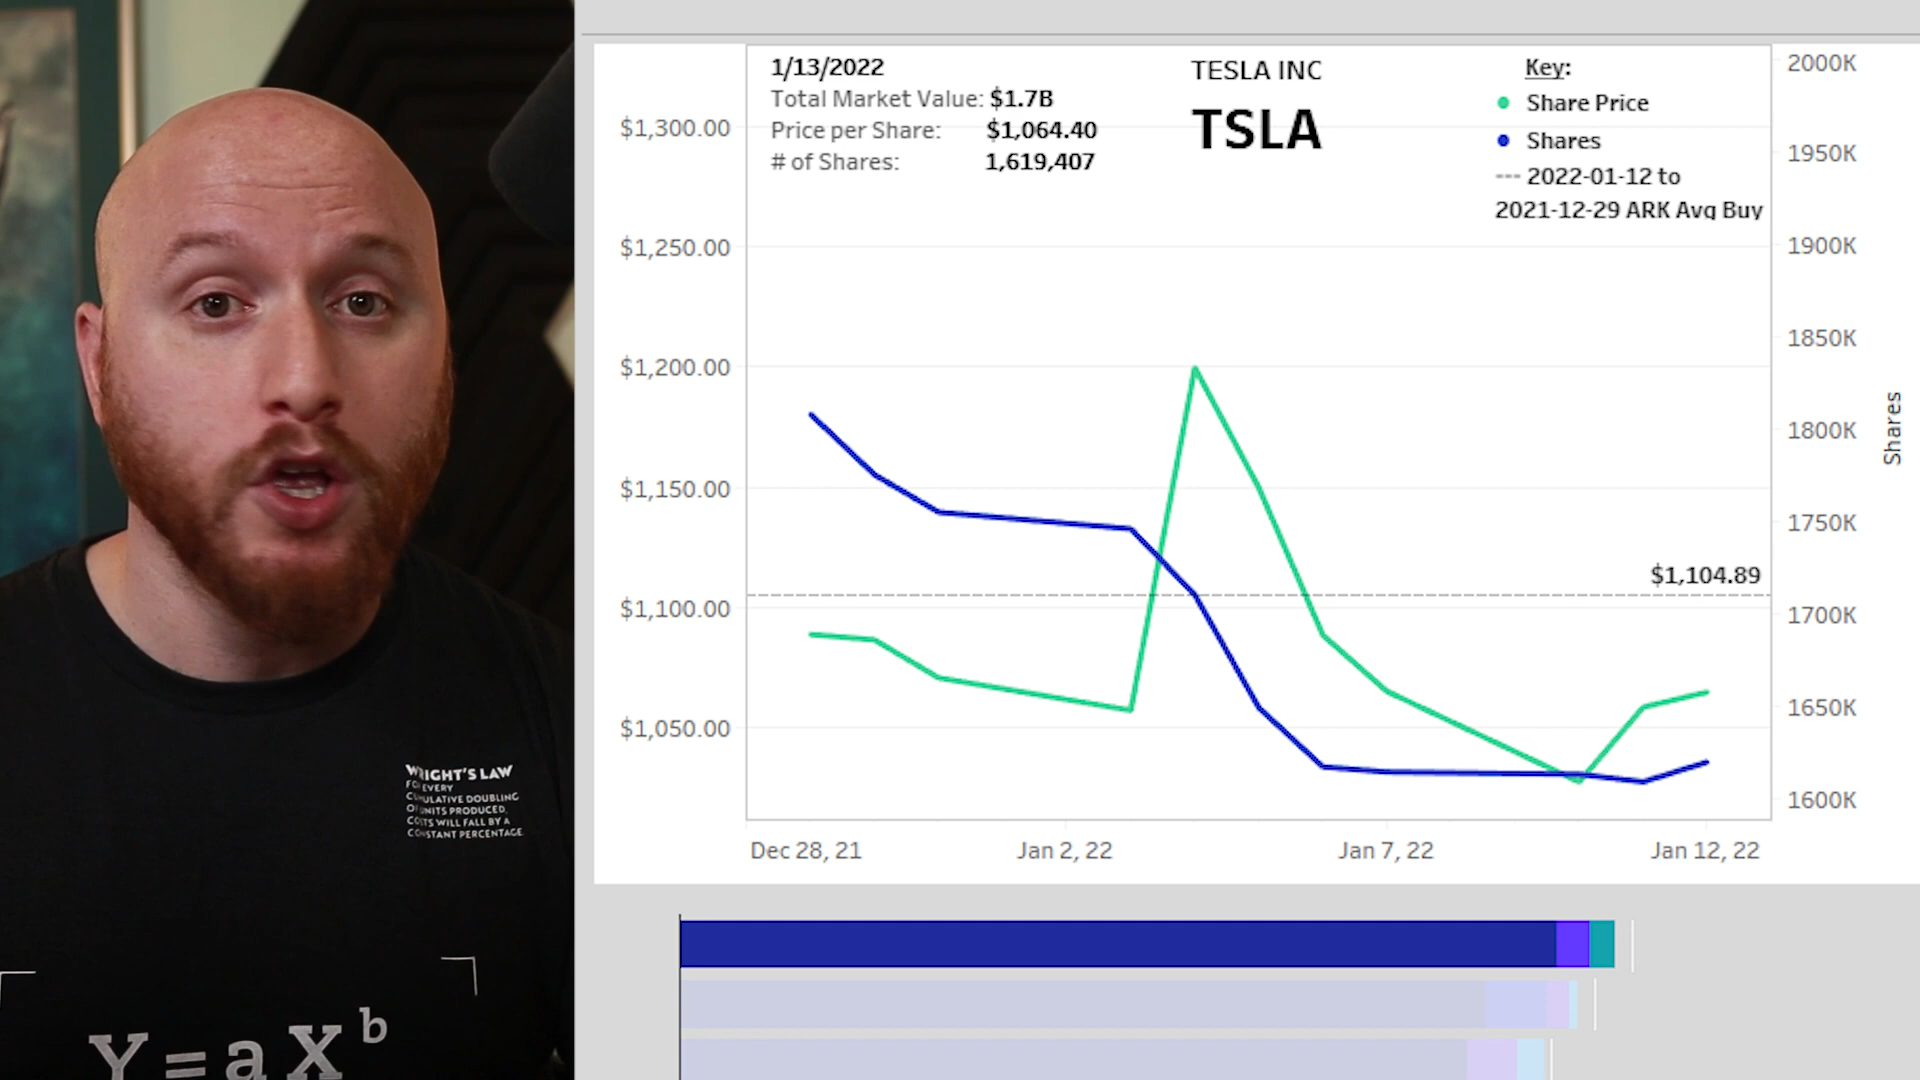 1/13/2022
Total Market Value: $1.7B
Price per Share: $1,064.40
# of Shares: 1,619,407
TESLA INC
TSLA
Key:
Share Price
Shares
--- 2022-01-12 to
2021-12-29 ARK Avg Buy
$1,300.00
$1,250.00
$1,200.00
$1,150.00
$1,100.00
$1,050.00
2000K
1950K
1900K
1850K
1800K
1750K
1700K
1650K
1600K
Shares
$1,104.89
Dec 28, 21
Jan 2, 22
Jan 7, 22
Jan 12, 22
WRIGHT'S LAW
FOR EVERY
CUMULATIVE DOUBLING
OF UNITS PRODUCED,
COSTS WILL FALL BY A
CONSTANT PERCENTAGE
Y = aXb